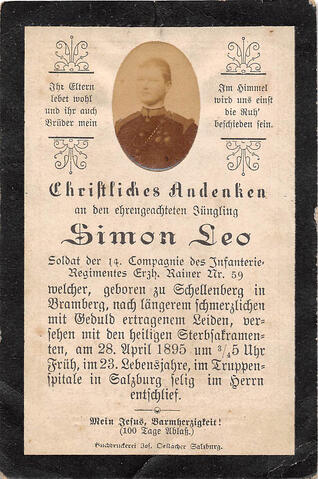 Ihr Eltern
lebet wohl
und ihr auch
Brüder mein
Im Himmel
wird uns einst
die Ruh'
beschieden sein.
Christliches Andenken
an den ehrengeachteten Jüngling
Simon Leo
Soldat der 14. Compagnie des Infanterie-
Regimentes Erzh. Rainer Nr. 59
welcher, geboren zu Schellenberg in
Bramberg, nach längerem schmerzlichen
mit Geduld ertragenem Leiden, ver-
sehen mit den heiligen Sterbsakramen-
ten, am 28. April 1895 um ¾5 Uhr
Früh, im 23. Lebensjahre, im Truppen-
spitale in Salzburg selig im Herrn
entschlief.
Mein Jesus, Barmherzigkeit!
(100 Tage Ablaß.)
Buchdruckerei Jos. Oellacher Salzburg.